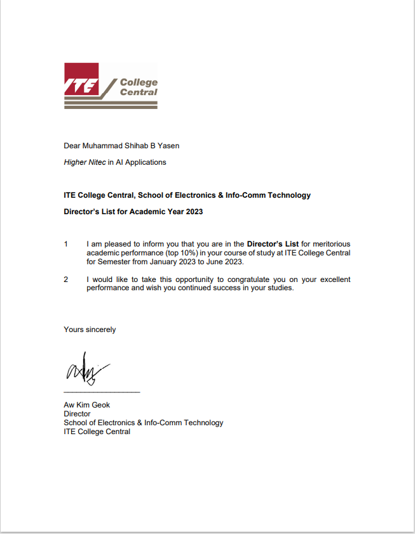 ITE College
Central
Dear Muhammad Shihab B Yasen
Higher Nitec in AI Applications
ITE College Central, School of Electronics & Info-Comm Technology
Director's List for Academic Year 2023
1 I am pleased to inform you that you are in the Director's List for meritorious
academic performance (top 10%) in your course of study at ITE College Central
for Semester from January 2023 to June 2023.
2 I would like to take this opportunity to congratulate you on your excellent
performance and wish you continued success in your studies.
Yours sincerely
Aw Kim Geok
Director
School of Electronics & Info-Comm Technology
ITE College Central